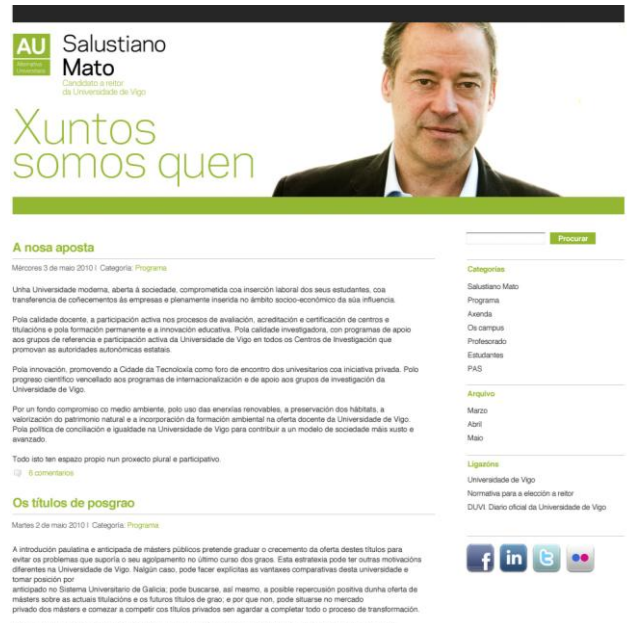 AU
Alternativa
Universitaria
Salustiano
Mato
Candidato a reitor
da Universidade de Vigo
Xuntos
somos quen
A nosa aposta
Mércores 3 de maio 2010 | Categoría: Programa
Unha Universidade moderna, aberta á sociedade, comprometida coa inserción laboral dos seus estudantes, coa
transferencia de coñecementos ás empresas e plenamente inserida no ámbito socio-económico da súa influencia.
Pola calidade docente, a participación activa nos procesos de avaliación, acreditación e certificación de centros e
titulacións e pola formación permanente e a innovación educativa. Pola calidade investigadora, con programas de apoio
aos grupos de referencia e participación activa da Universidade de Vigo en todos os Centros de Investigación que
promovan as autoridades autonómicas estatais.
Pola innovación, promovendo a Cidade da Tecnoloxía como foro de encontro dos univesitarios coa iniciativa privada. Polo
progreso científico vencellado aos programas de internacionalización e de apoio aos grupos de investigación da
Universidade de Vigo.
Por un fondo compromiso co medio ambiente, polo uso das enerxías renovables, a preservación dos hábitats, a
valorización do patrimonio natural e a incorporación da formación ambiental na oferta docente da Universidade de Vigo.
Pola política de conciliación e igualdade na Universidade de Vigo para contribuir a un modelo de sociedade máis xusto e
avanzado.
Todo isto ten espazo propio nun proxecto plural e participativo.
6 comentarios
Os títulos de posgrao
Martes 2 de maio 2010 | Categoría: Programa
A introdución paulatina e anticipada de másters públicos pretende graduar o crecemento da oferta destes títulos para
evitar os problemas que suporía o seu agolpamento no último curso dos graos. Esta estratexia pode ter outras motivacións
diferentes na Universidade de Vigo. Nalgún caso, pode facer explícitas as vantaxes comparativas desta universidade e
tomar posición por
anticipado no Sistema Universitario de Galicia; pode buscarse, así mesmo, a posible repercusión positiva dunha oferta de
másters sobre as actuais titulacións e os futuros títulos de grao, e por que non, pode situarse no mercado
privado dos másters e comezar a competir cos títulos privados sen agardar a completar todo o proceso de transformación.
Procurar
Categorías
Salustiano Mato
Programa
Axenda
Os campus
Profesorado
Estudantes
PAS
Arquivo
Marzo
Abril
Maio
Ligazóns
Universidade de Vigo
Normativa para a elección a reitor
DUVI. Diario oficial da Universidade de Vigo
f
in
t